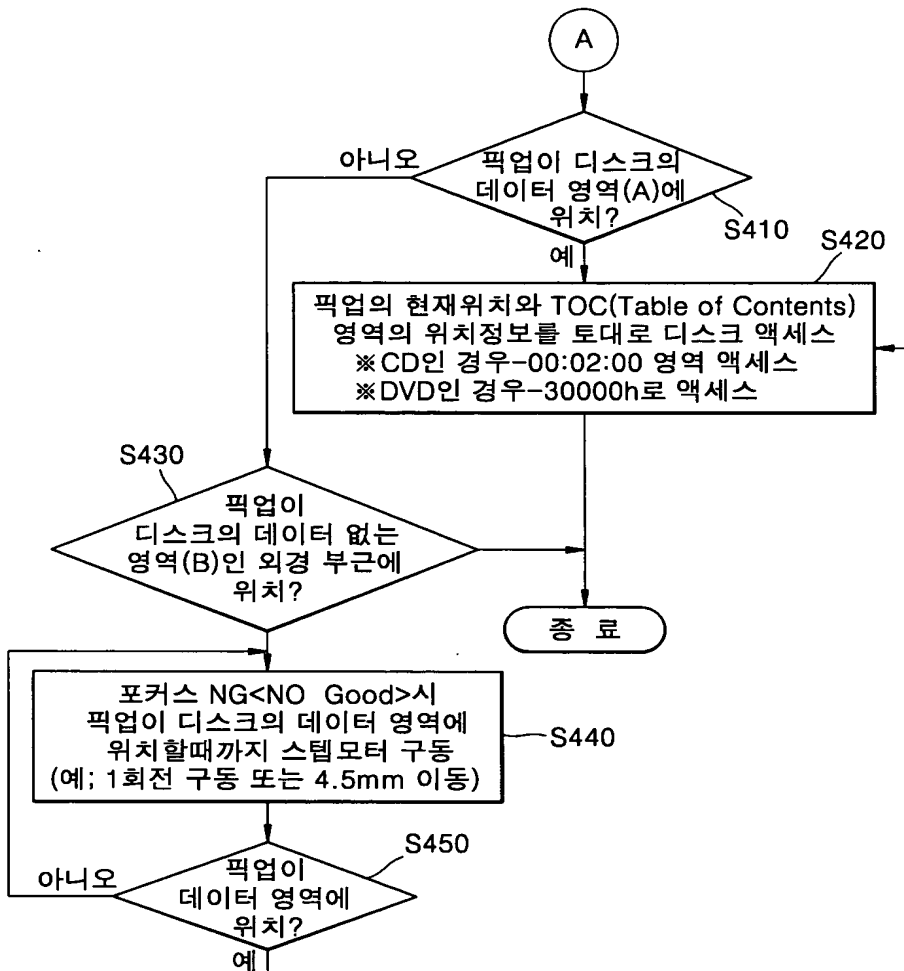 A
아니오
픽업이 디스크의
데이터 영역(A)에
위치?
S410
예
S420
픽업의 현재위치와 TOC(Table of Contents)
영역의 위치정보를 토대로 디스크 액세스
※CD인 경우-00:02:00 영역 액세스
※DVD인 경우-30000h로 액세스
S430
픽업이
디스크의 데이터 없는
영역(B)인 외경 부근에
위치?
종 료
포커스 NG<NO Good>시
픽업이 디스크의 데이터 영역에
위치할때까지 스텝모터 구동
(예; 1회전 구동 또는 4.5mm 이동)
S440
S450
아니오
픽업이
데이터 영역에
위치?
예